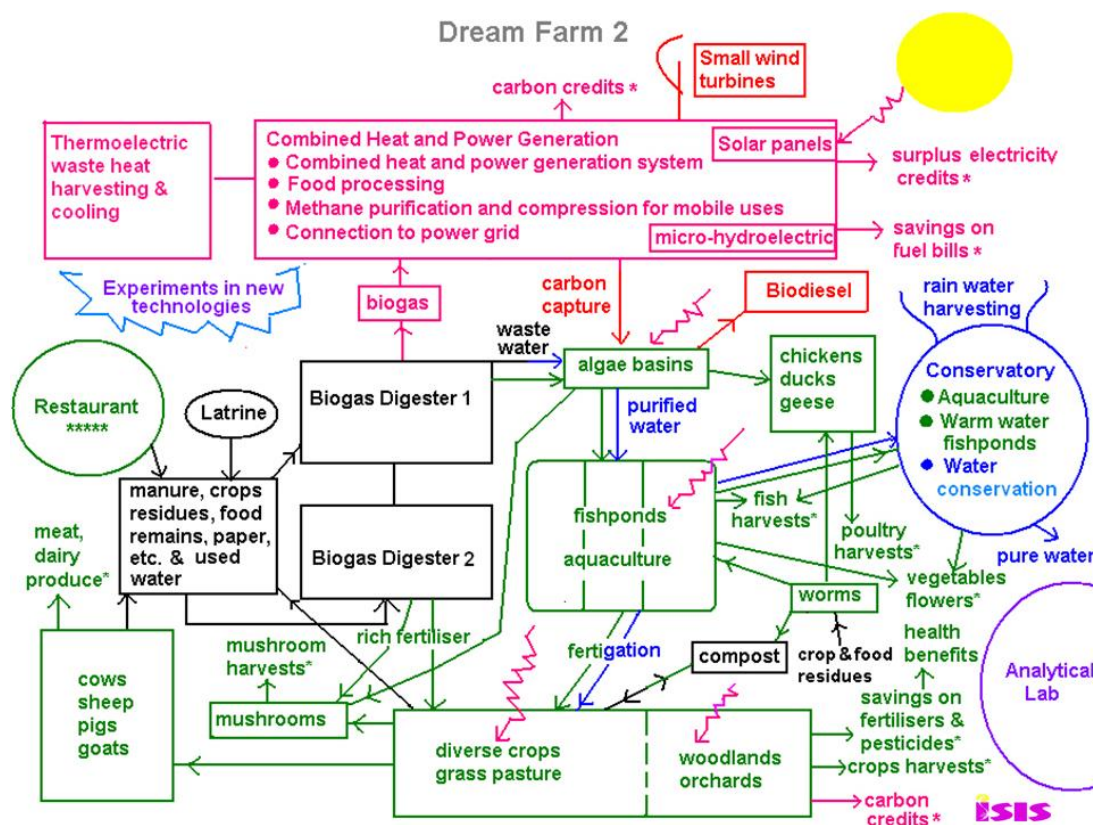 Dream Farm 2
Small wind
turbines
carbon credits *
Thermoelectric
waste heat
harvesting &
cooling
Combined Heat and Power Generation
Combined heat and power generation system
Food processing
Methane purification and compression for mobile uses
Connection to power grid
Solar panels
micro-hydroelectric
surplus electricity
credits *
savings on
fuel bills *
Experiments in new
technologies
biogas
carbon
capture
Biodiesel
rain water
harvesting
waste
water
algae basins
chickens
ducks
geese
Restaurant
*****
Latrine
Biogas Digester 1
purified
water
Conservatory
Aquaculture
Warm water
fishponds
Water
conservation
manure, crops
residues, food
remains, paper,
etc. & used
water
Biogas Digester 2
fishponds
aquaculture
fish
harvests*
poultry
harvests*
pure water
meat,
dairy
produce*
vegetables
flowers*
worms
mushroom
harvests*
rich fertiliser
fertigation
compost
crop & food
residues
health
benefits
Analytical
Lab
cows
sheep
pigs
goats
mushrooms
diverse crops
grass pasture
woodlands
orchards
savings on
fertilisers &
pesticides*
crops harvests*
carbon
credits *
isis